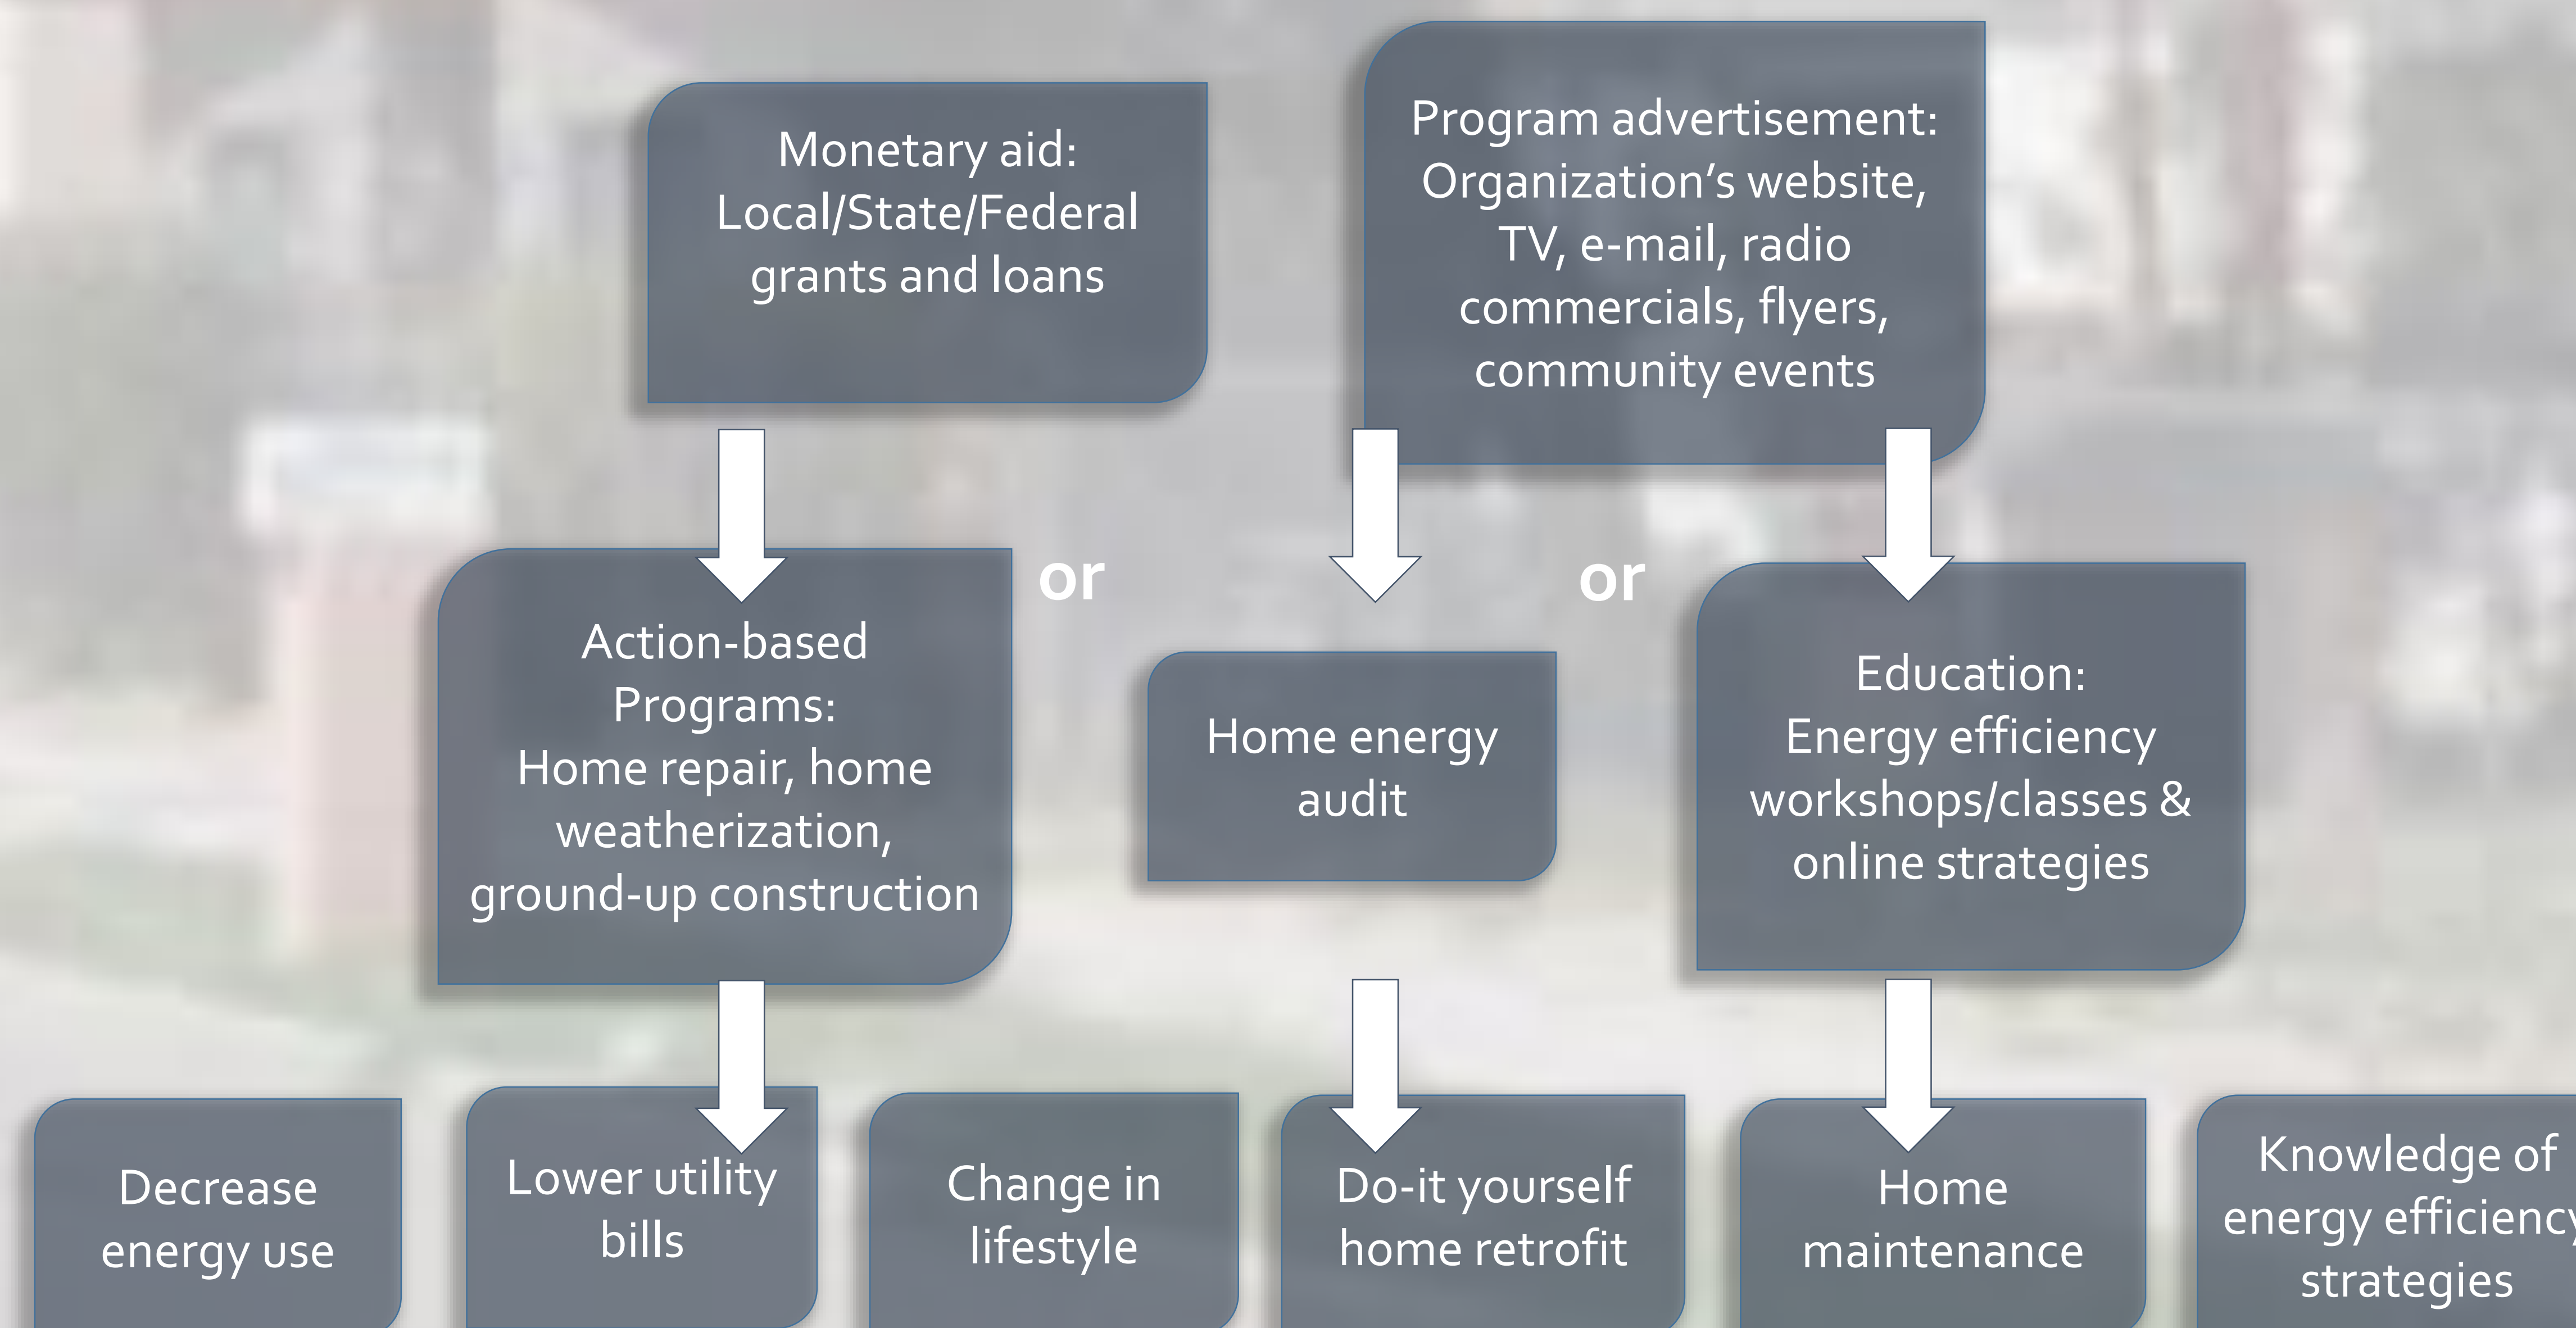 Monetary aid:
Local/State/Federal
grants and loans
Program advertisement:
Organization’s website,
TV, e-mail, radio
commercials, flyers,
community events
or
or
Action-based
Programs:
Home repair, home
weatherization,
ground-up construction
Home energy
audit
Education:
Energy efficiency
workshops/classes &
online strategies
Decrease
energy use
Lower utility
bills
Change in
lifestyle
Do-it yourself
home retrofit
Home
maintenance
Knowledge of
energy efficiency
strategies